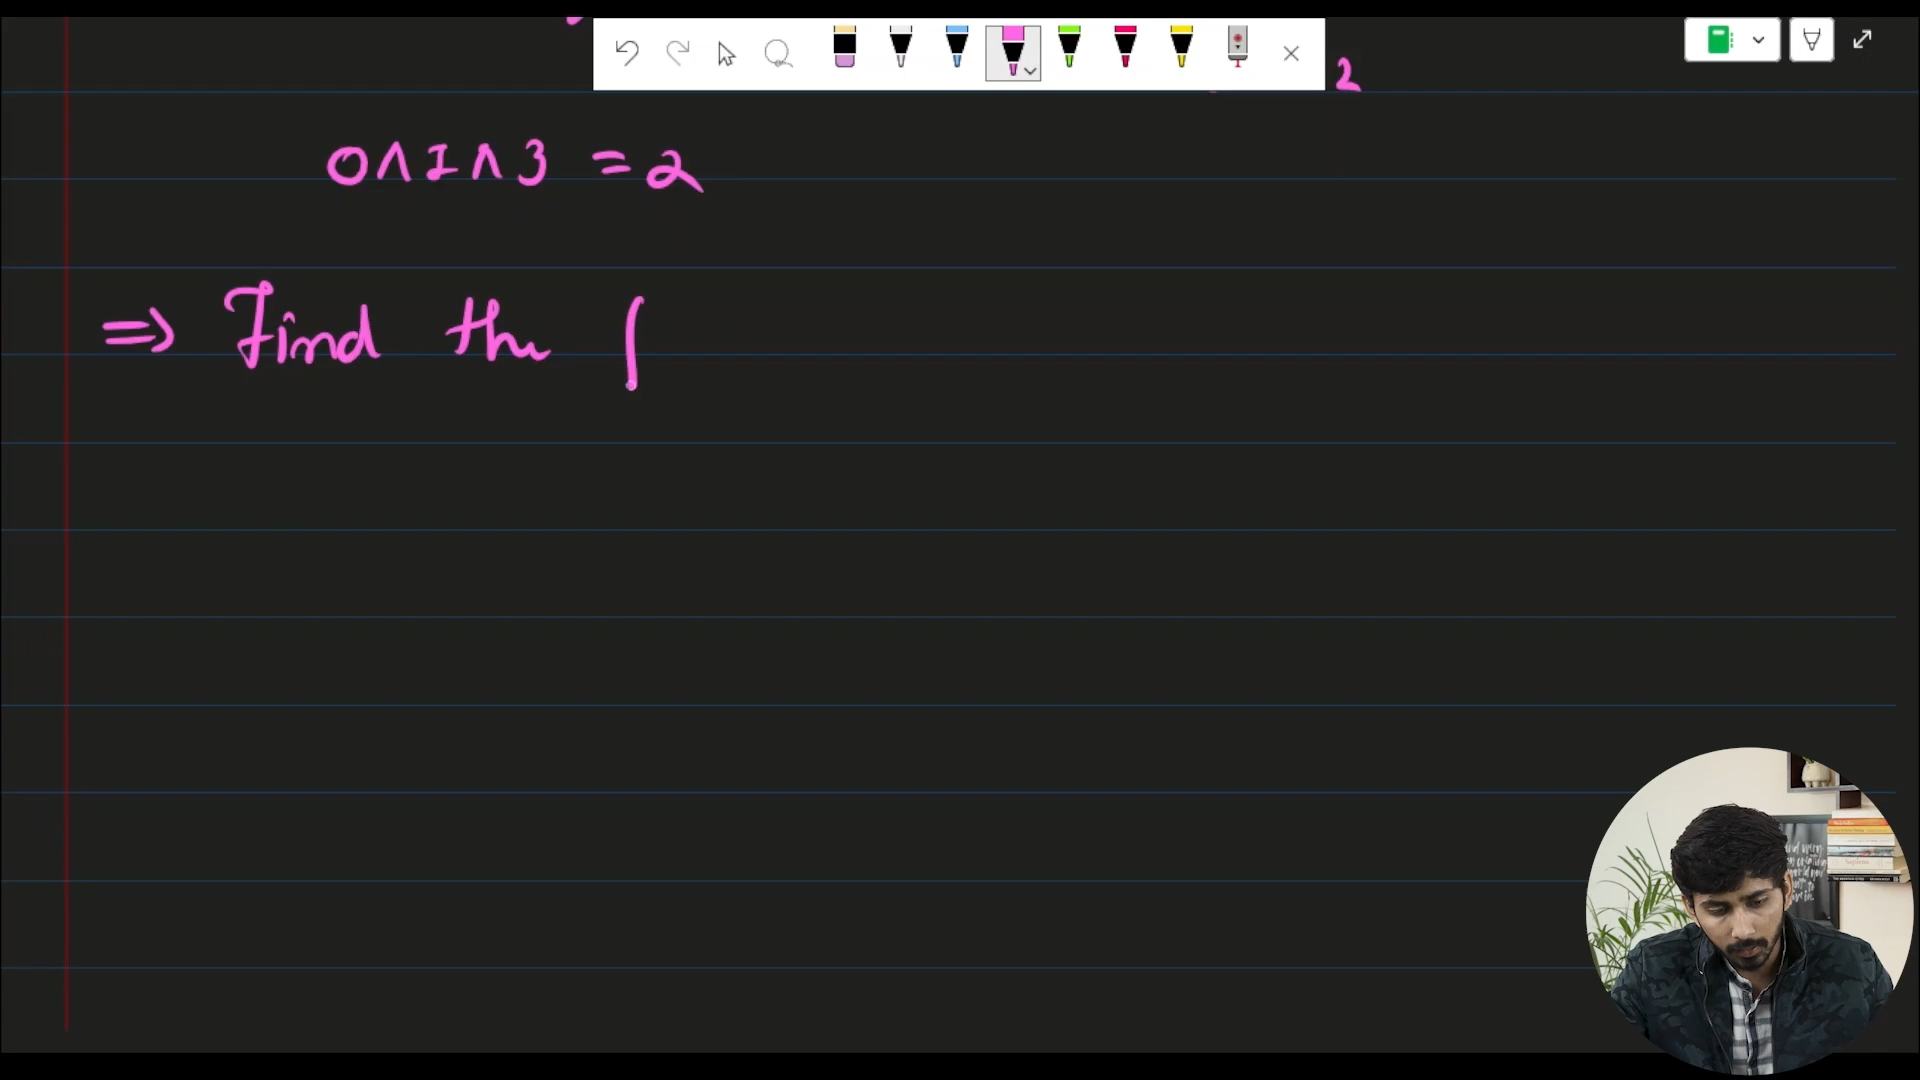 2
0 ^ 1 ^ 3 = 2
⇒ Find the